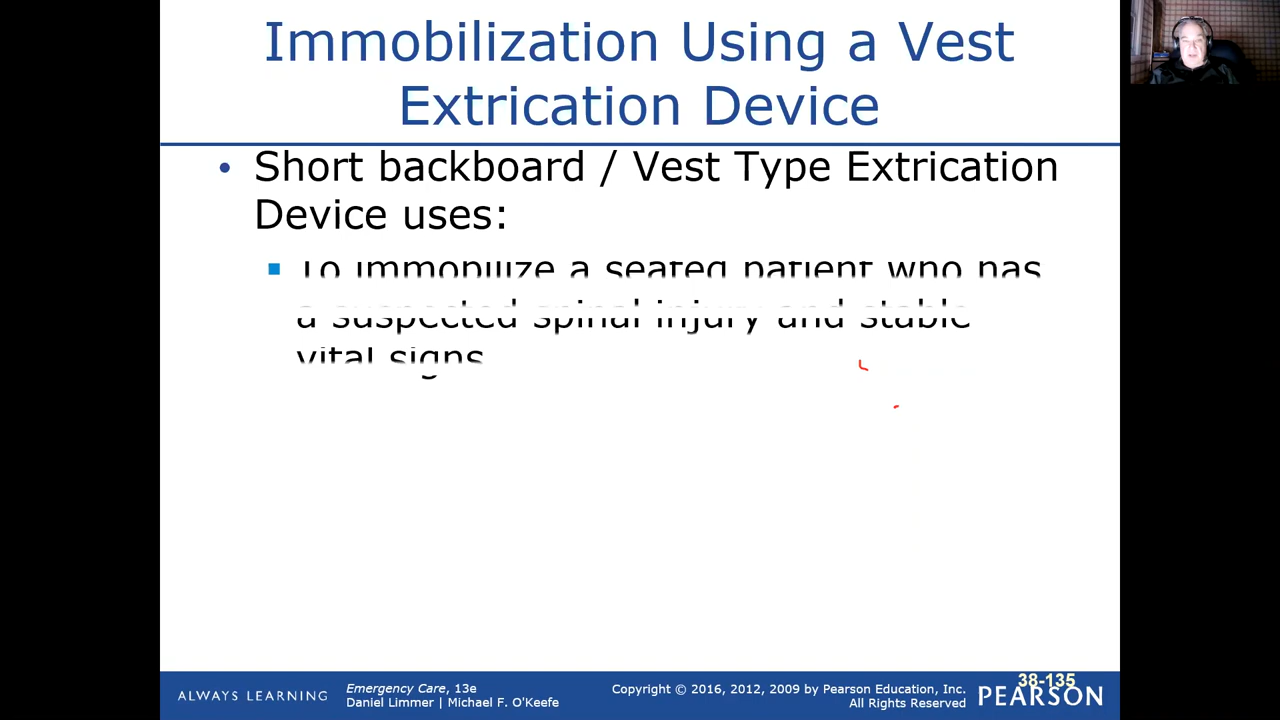 Immobilization Using a Vest
Extrication Device
• Short backboard / Vest Type Extrication
Device uses:
▪ To immobilize a seated patient who has
a suspected spinal injury and stable
vital signs
ALWAYS LEARNING
Emergency Care, 13e
Daniel Limmer | Michael F. O'Keefe
Copyright © 2016, 2012, 2009 by Pearson Education, Inc.
All Rights Reserved
38-135
PEARSON